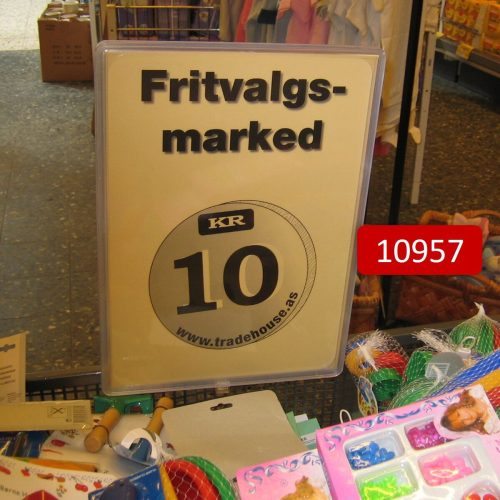 Fritvalgs-
marked
KR
10
www.tradehouse.as
10957